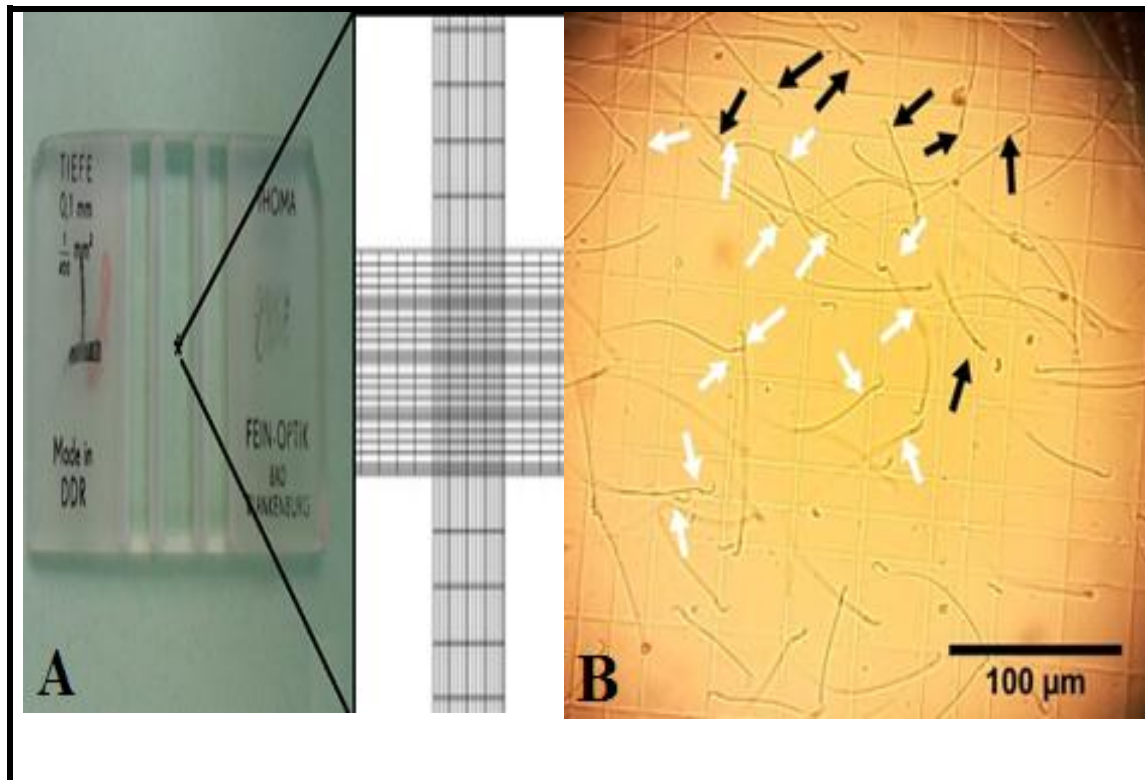 TIEFE
0,1 mm
1/400 mm²
Made in
DDR
THOMA
FEIN-OPTIK
BAD
BLANKENBURG
A
B
100 µm